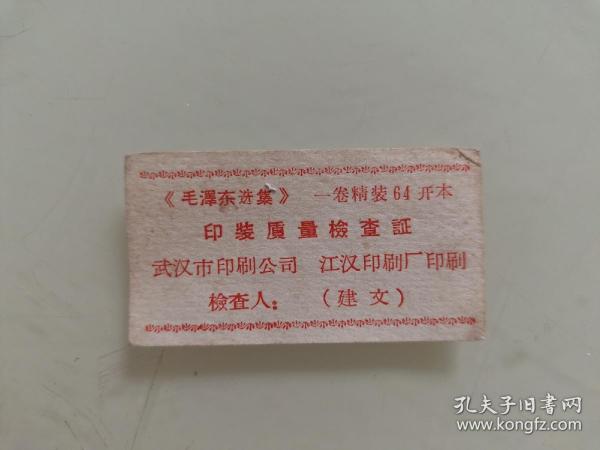 《毛澤东选集》 一卷精装64开本
印裝质量檢查証
武汉市印刷公司 江汉印刷厂印刷
檢查人：（建文）
孔夫子旧书网
www.kongfz.com